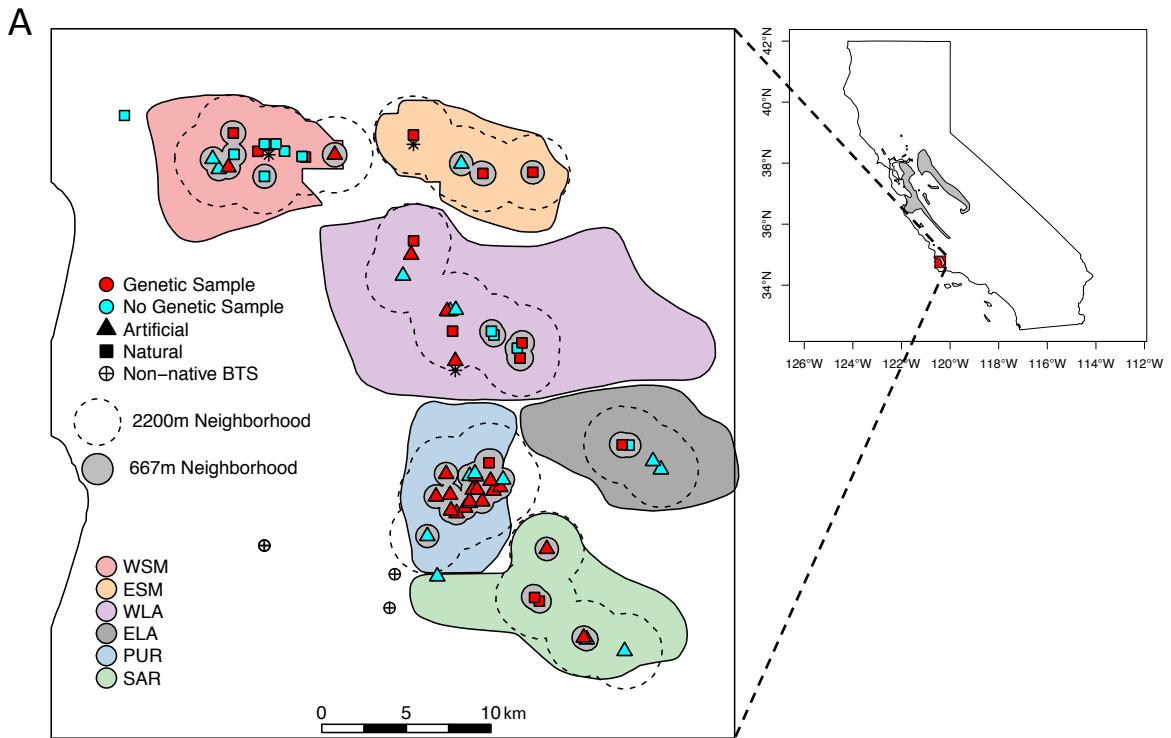 A
Genetic Sample
No Genetic Sample
Artificial
Natural
Non−native BTS
2200m Neighborhood
667m Neighborhood
WSM
ESM
WLA
ELA
PUR
SAR
0 5 10 km
42°N
40°N
38°N
36°N
34°N
126°W 124°W 122°W 120°W 118°W 116°W 114°W 112°W